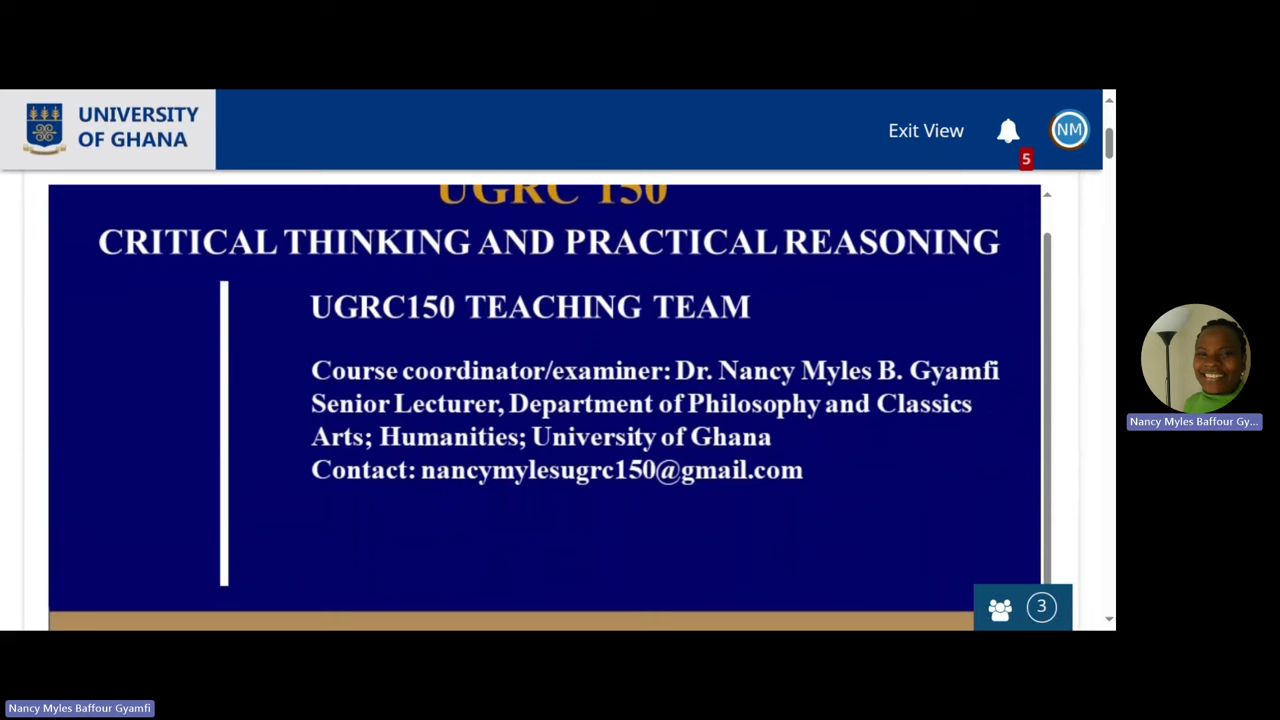 UNIVERSITY
OF GHANA
Exit View
NM
5
UGRC 150
CRITICAL THINKING AND PRACTICAL REASONING
UGRC150 TEACHING TEAM
Course coordinator/examiner: Dr. Nancy Myles B. Gyamfi
Senior Lecturer, Department of Philosophy and Classics
Arts; Humanities; University of Ghana
Contact: nancymylesugrc150@gmail.com
3
Nancy Myles Baffour Gy...
Nancy Myles Baffour Gyamfi